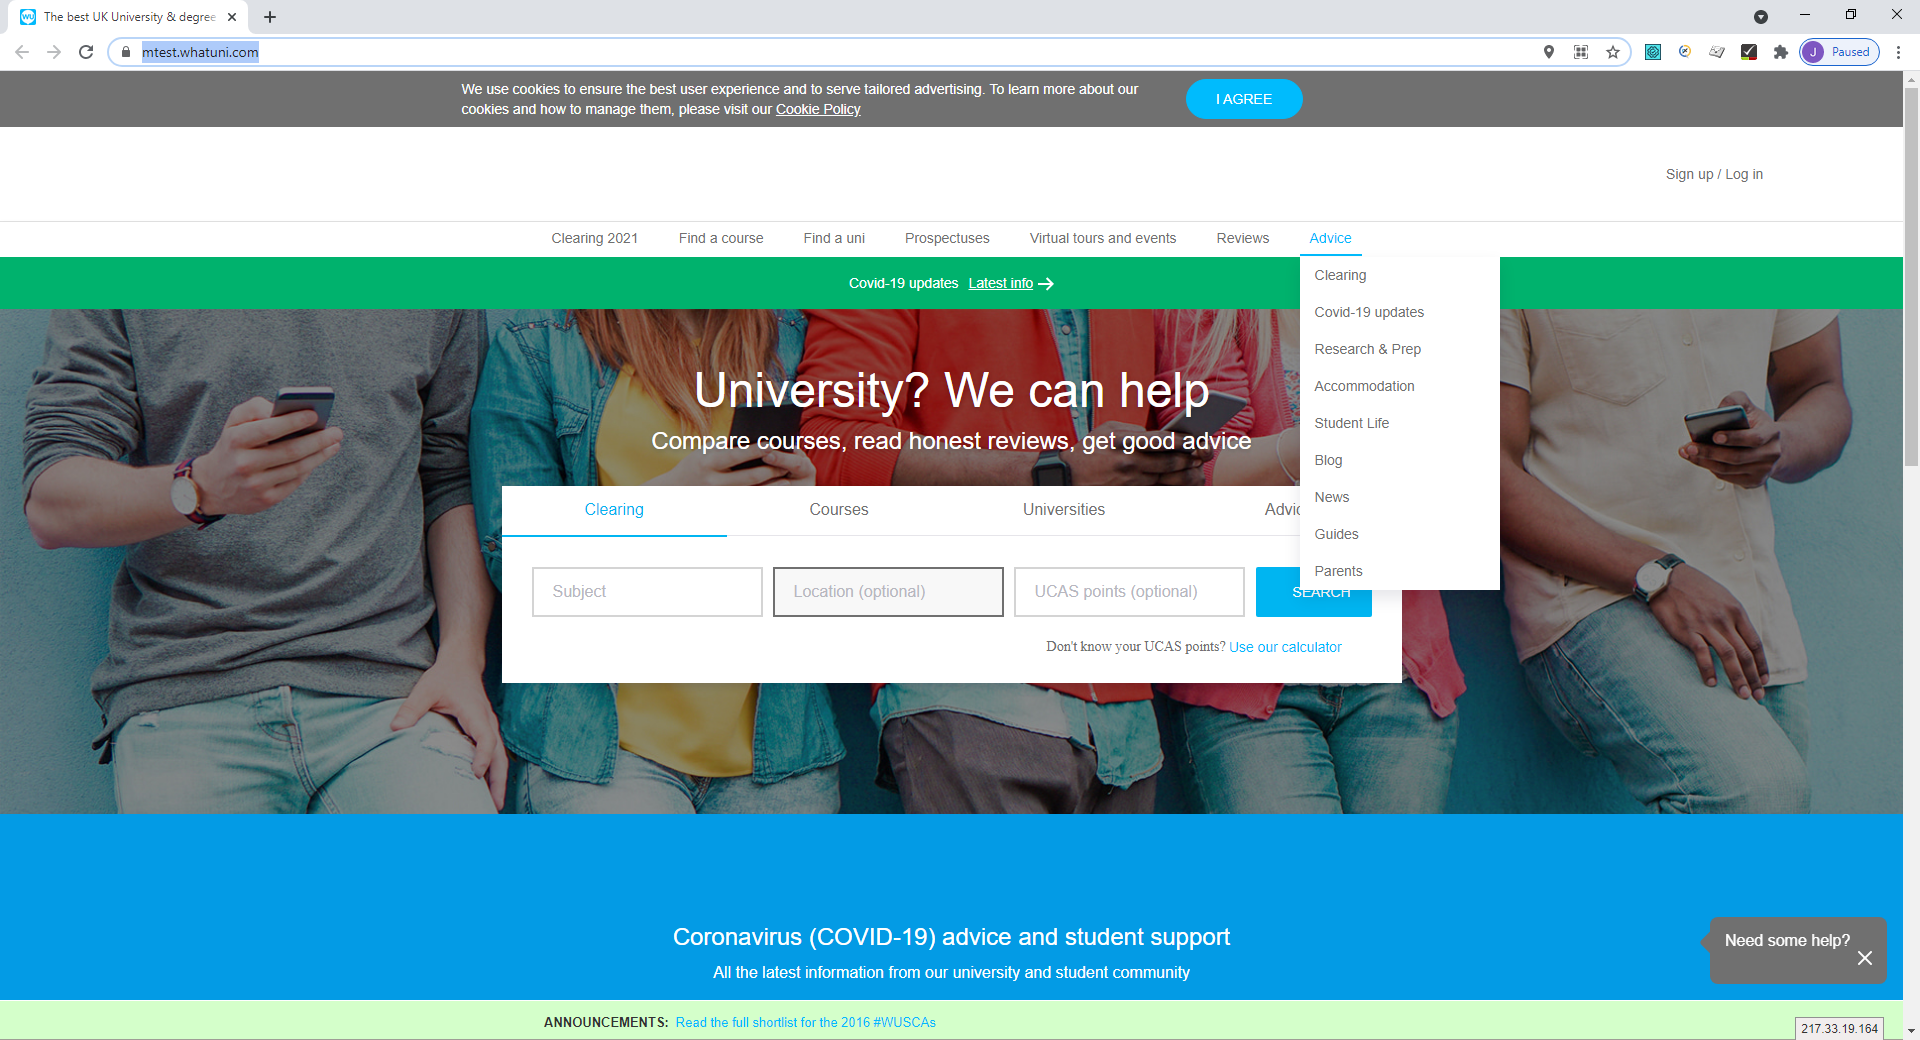 The best UK University & degree
mtest.whatuni.com
J Paused
We use cookies to ensure the best user experience and to serve tailored advertising. To learn more about our
cookies and how to manage them, please visit our Cookie Policy
I AGREE
Sign up / Log in
Clearing 2021 Find a course Find a uni Prospectuses Virtual tours and events Reviews Advice
Covid-19 updates Latest info
Clearing
Covid-19 updates
Research & Prep
Accommodation
Student Life
Blog
News
Guides
Parents
University? We can help
Compare courses, read honest reviews, get good advice
Clearing Courses Universities
Subject Location (optional) UCAS points (optional) SEARCH
Don't know your UCAS points? Use our calculator
Coronavirus (COVID-19) advice and student support
All the latest information from our university and student community
Need some help?
ANNOUNCEMENTS: Read the full shortlist for the 2016 #WUSCAs
217.33.19.164